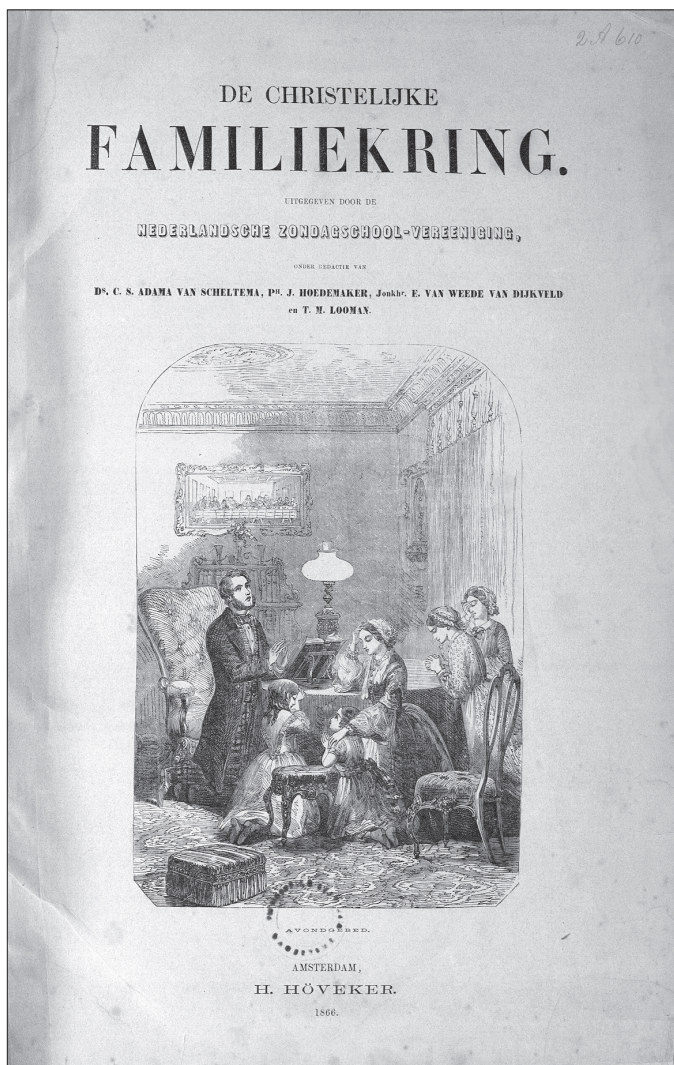 2 A 610
DE CHRISTELIJKE
FAMILIEKRING.
UITGEGEVEN DOOR DE
NEDERLANDSCHE ZONDAGSCHOOL-VEREENIGING,
ONDER REDACTIE VAN
Ds. C. S. ADAMA VAN SCHELTEMA, PH. J. HOEDEMAKER, Jonkhr. E. VAN WEEDE VAN DIJKVELD
en T. M. LOOMAN.
AVONDGEBED.
AMSTERDAM,
H. HÖVEKER.
1866.